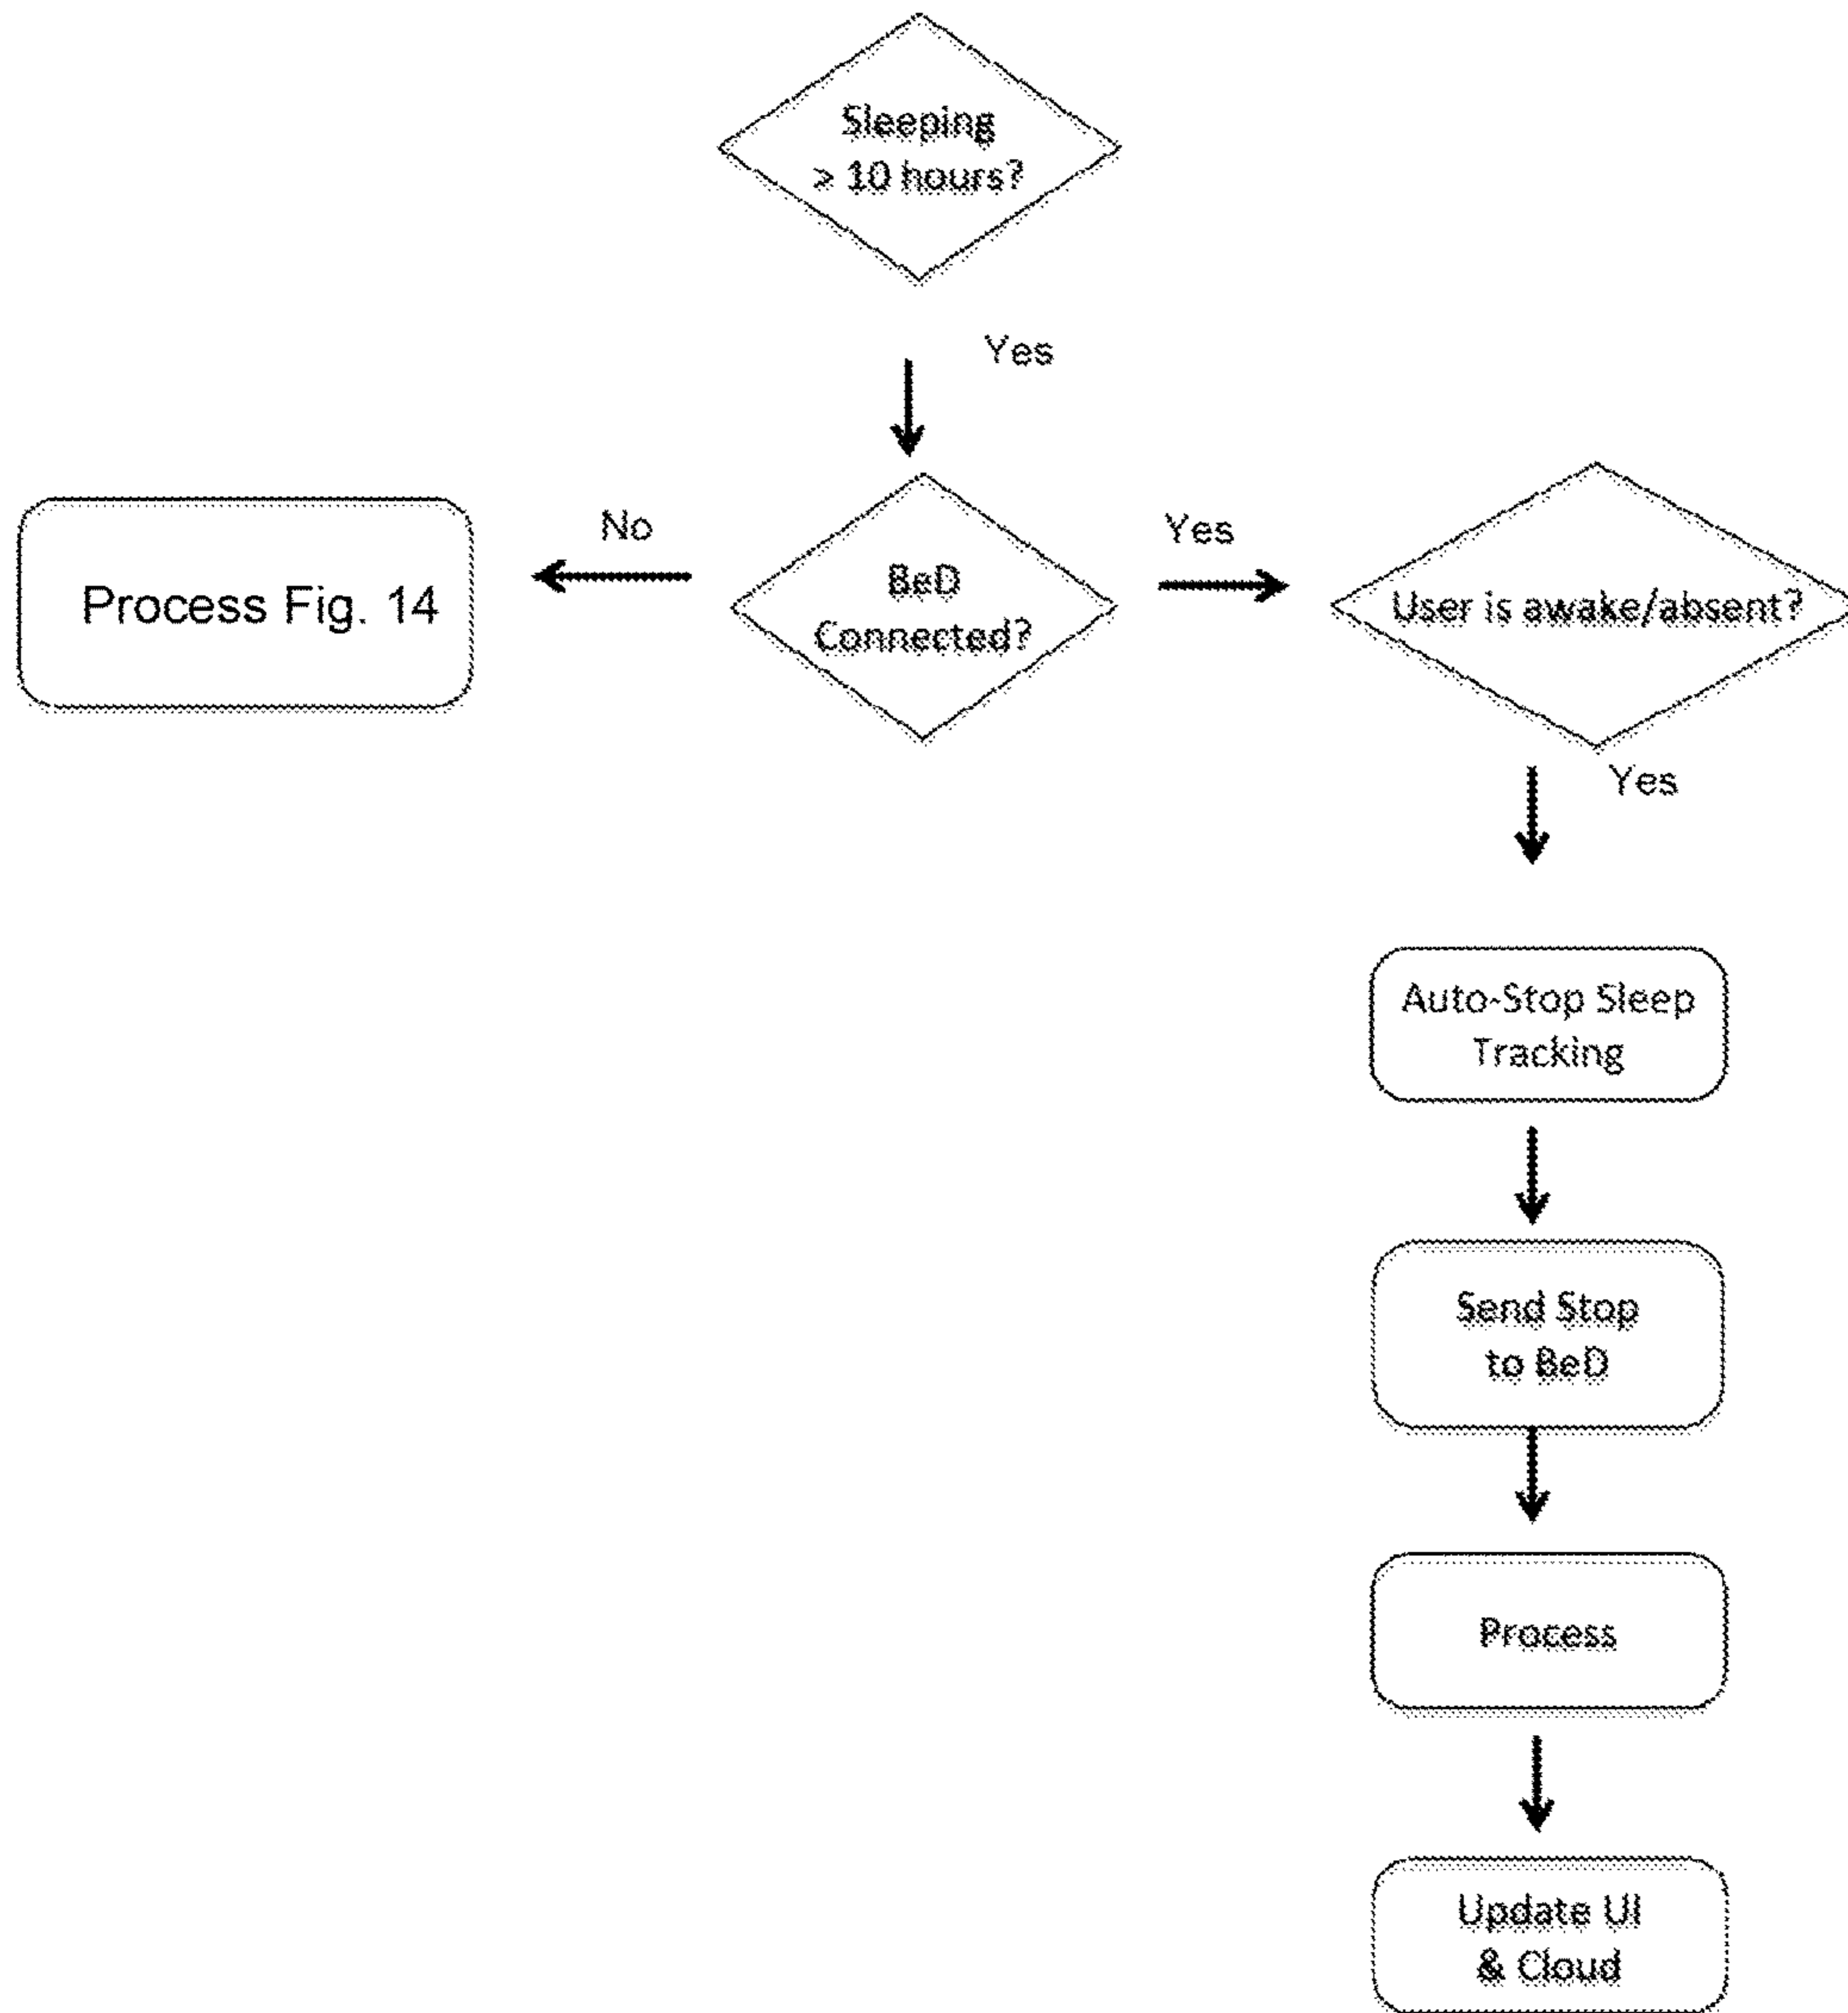 Sleeping
≥ 10 hours?
Yes
No
Yes
Process Fig. 14
BeD
Connected?
User is awake/absent?
Yes
Auto-Stop Sleep
Tracking
Send Stop
to BeD
Process
Update UI
& Cloud